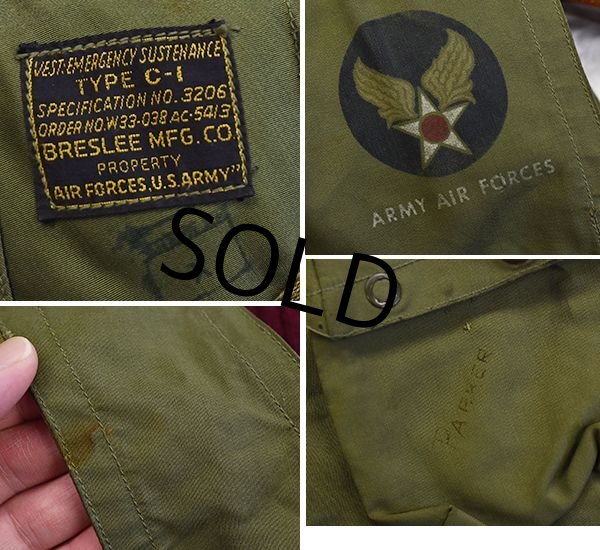 VEST-EMERGENCY SUSTENANCE
TYPE C-1
SPECIFICATION NO. 3206
ORDER NO. W33-038 AC-5413
BRESLEE MFG. CO.
PROPERTY
AIR FORCES, U.S. ARMY"
ARMY AIR FORCES
SOLD
PARKER